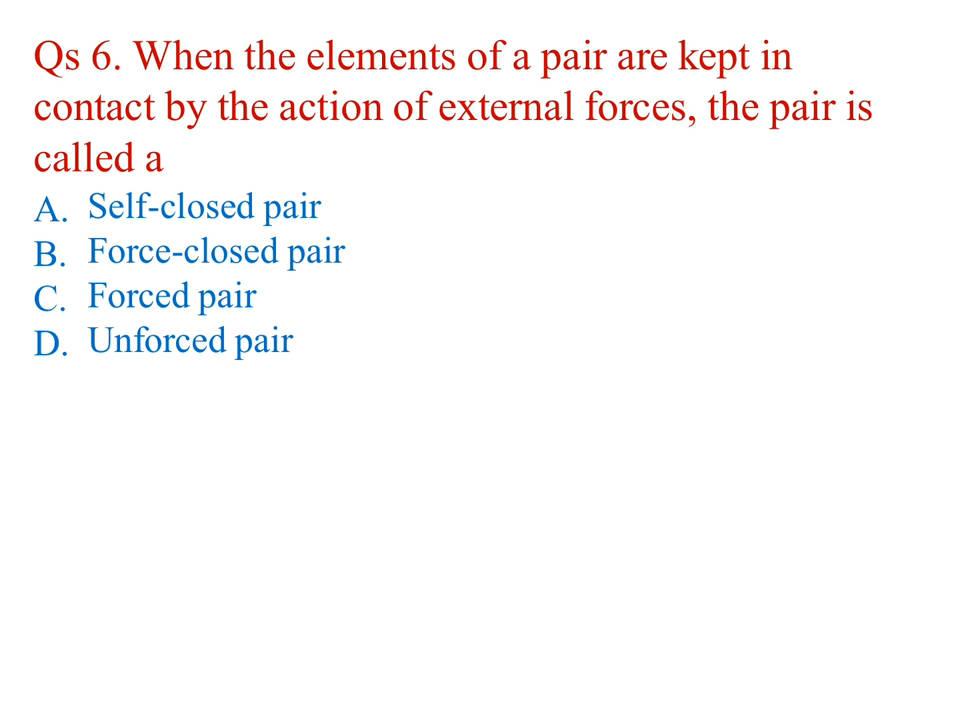 Qs 6. When the elements of a pair are kept in
contact by the action of external forces, the pair is
called a
A. Self-closed pair
B. Force-closed pair
C. Forced pair
D. Unforced pair